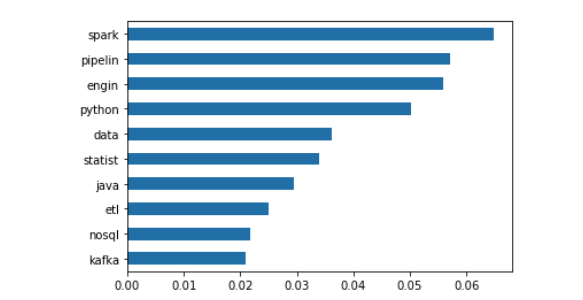 spark
pipelin
engin
python
data
statist
java
etl
nosql
kafka
0.00 0.01 0.02 0.03 0.04 0.05 0.06